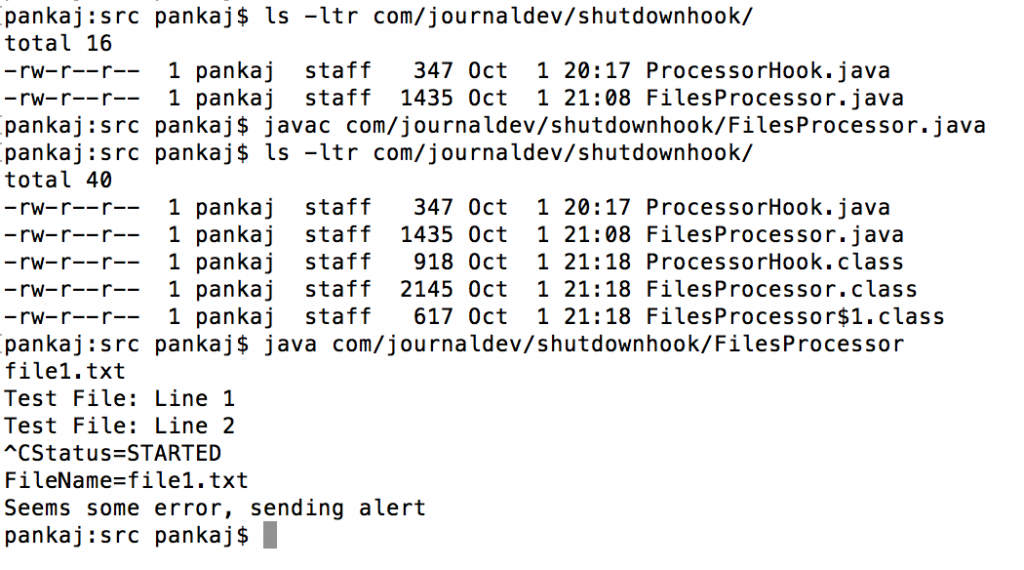 pankaj:src pankaj$ ls -ltr com/journaldev/shutdownhook/
total 16
-rw-r--r--  1 pankaj  staff   347 Oct  1 20:17 ProcessorHook.java
-rw-r--r--  1 pankaj  staff  1435 Oct  1 21:08 FilesProcessor.java
[pankaj:src pankaj$ javac com/journaldev/shutdownhook/FilesProcessor.java
[pankaj:src pankaj$ ls -ltr com/journaldev/shutdownhook/
total 40
-rw-r--r--  1 pankaj  staff   347 Oct  1 20:17 ProcessorHook.java
-rw-r--r--  1 pankaj  staff  1435 Oct  1 21:08 FilesProcessor.java
-rw-r--r--  1 pankaj  staff   918 Oct  1 21:18 ProcessorHook.class
-rw-r--r--  1 pankaj  staff  2145 Oct  1 21:18 FilesProcessor.class
-rw-r--r--  1 pankaj  staff   617 Oct  1 21:18 FilesProcessor$1.class
[pankaj:src pankaj$ java com/journaldev/shutdownhook/FilesProcessor
file1.txt
Test File: Line 1
Test File: Line 2
^CStatus=STARTED
FileName=file1.txt
Seems some error, sending alert
pankaj:src pankaj$